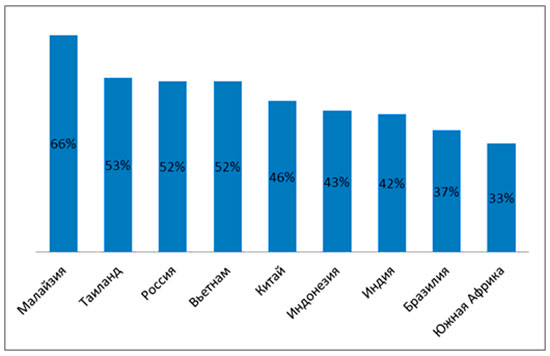 66%
53%
52%
52%
46%
43%
42%
37%
33%
Малайзия
Таиланд
Россия
Вьетнам
Китай
Индонезия
Индия
Бразилия
Южная Африка